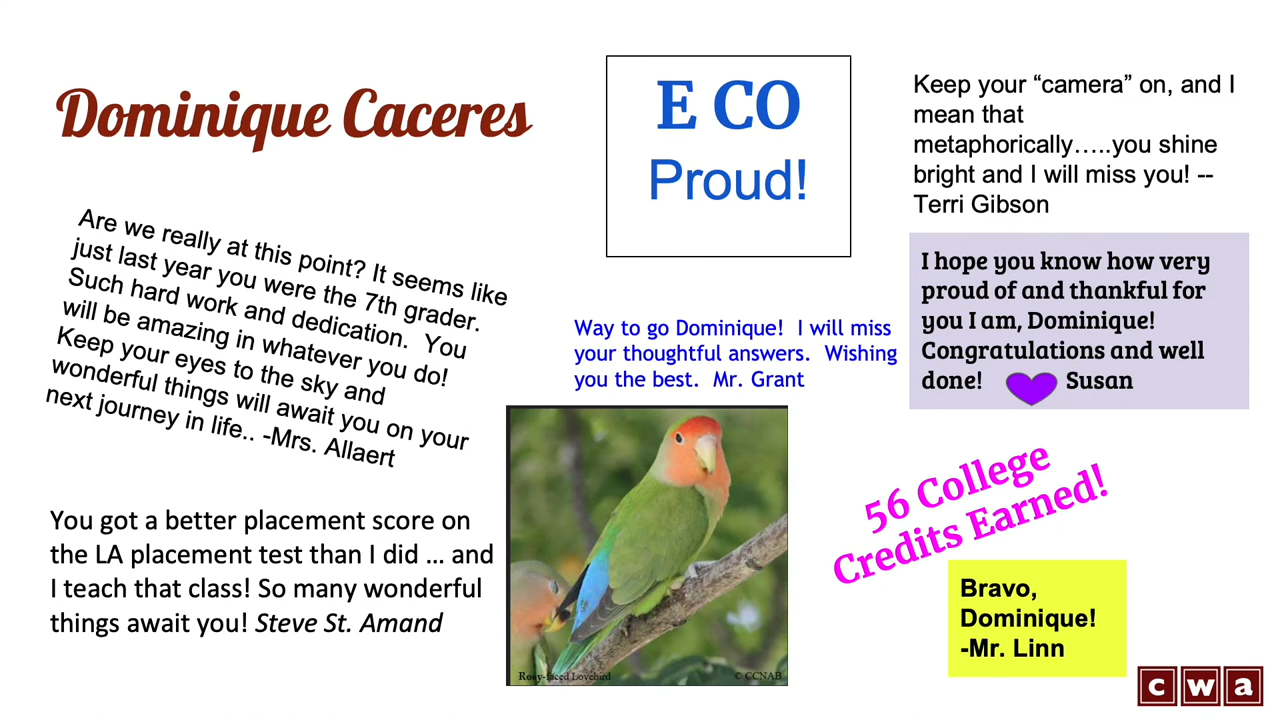 Dominique Caceres
E CO
Proud!
Keep your “camera” on, and I
mean that
metaphorically…..you shine
bright and I will miss you! --
Terri Gibson
Are we really at this point? It seems like
just last year you were the 7th grader.
Such hard work and dedication.  You
will be amazing in whatever you do!
Keep your eyes to the sky and
wonderful things will await you on your
next journey in life.. -Mrs. Allaert
I hope you know how very
proud of and thankful for
you I am, Dominique!
Congratulations and well
done! Susan
Way to go Dominique!  I will miss
your thoughtful answers.  Wishing
you the best.  Mr. Grant
You got a better placement score on
the LA placement test than I did … and
I teach that class! So many wonderful
things await you! Steve St. Amand
56 College
Credits Earned!
Bravo,
Dominique!
-Mr. Linn
Rosy-faced Lovebird
© CCNAB
cwa